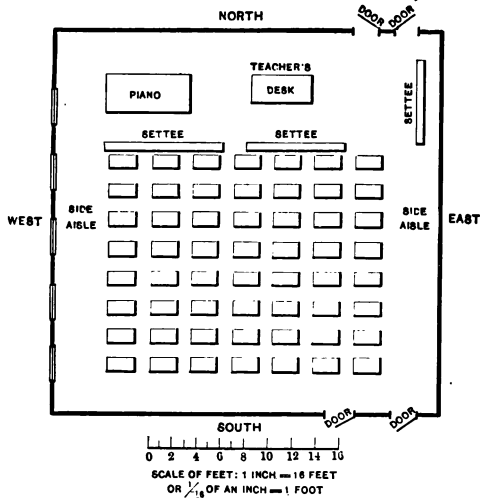 NORTH
DOOR DOOR
TEACHER'S
DESK
PIANO
SETTEE
SETTEE SETTEE
SIDE
AISLE
SIDE
AISLE
WEST
EAST
DOOR DOOR
SOUTH
0 2 4 6 8 10 12 14 16
SCALE OF FEET: 1 INCH = 16 FEET
OR 1/16 OF AN INCH = 1 FOOT